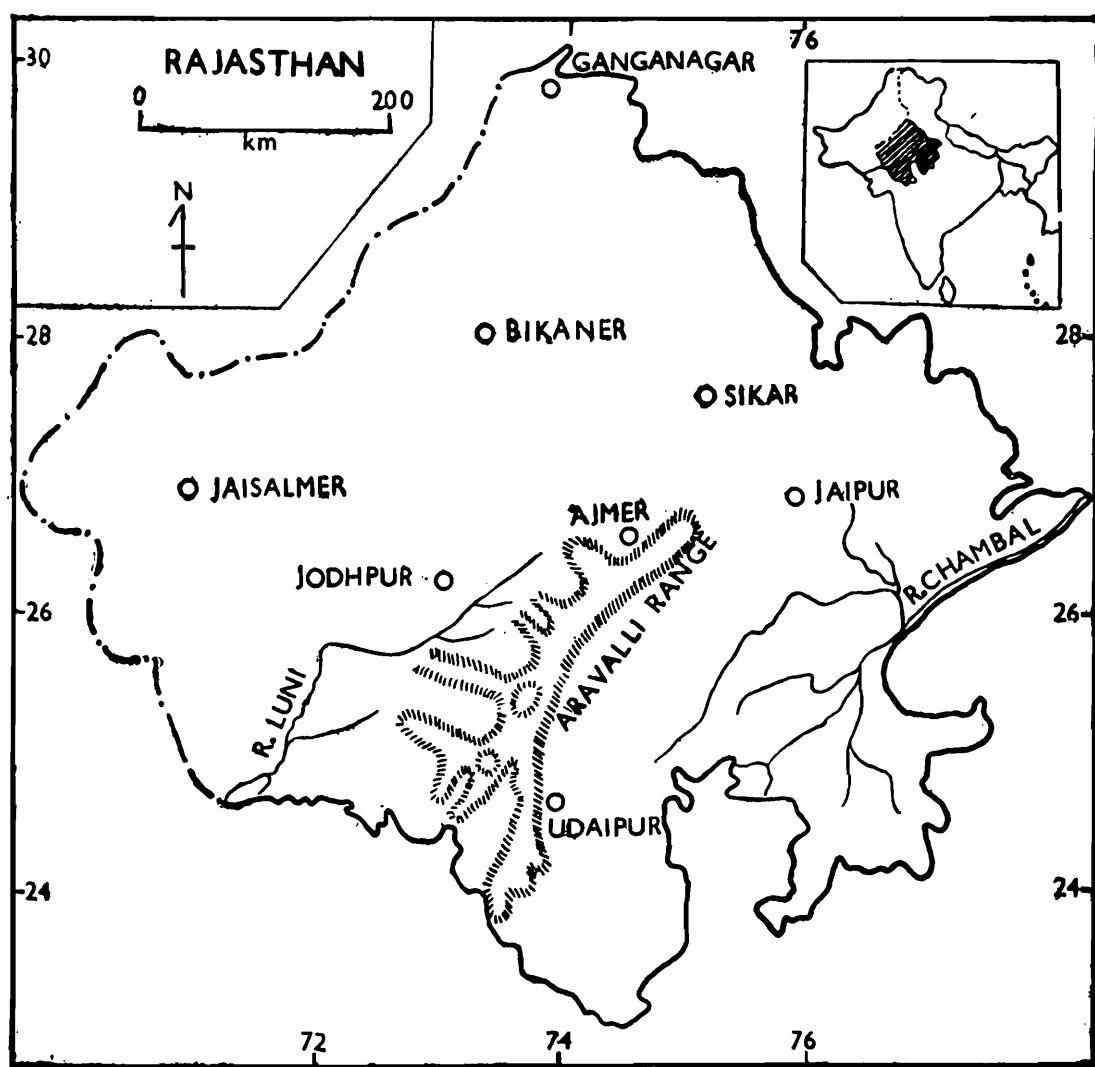 76
30
RAJASTHAN
0 200
km
N
GANGANAGAR
28
BIKANER
28
SIKAR
JAISALMER
JAIPUR
AJMER
JODHPUR
R. CHAMBAL
26
26
ARAVALLI RANGE
R. LUNI
UDAIPUR
24
24
72
74
76